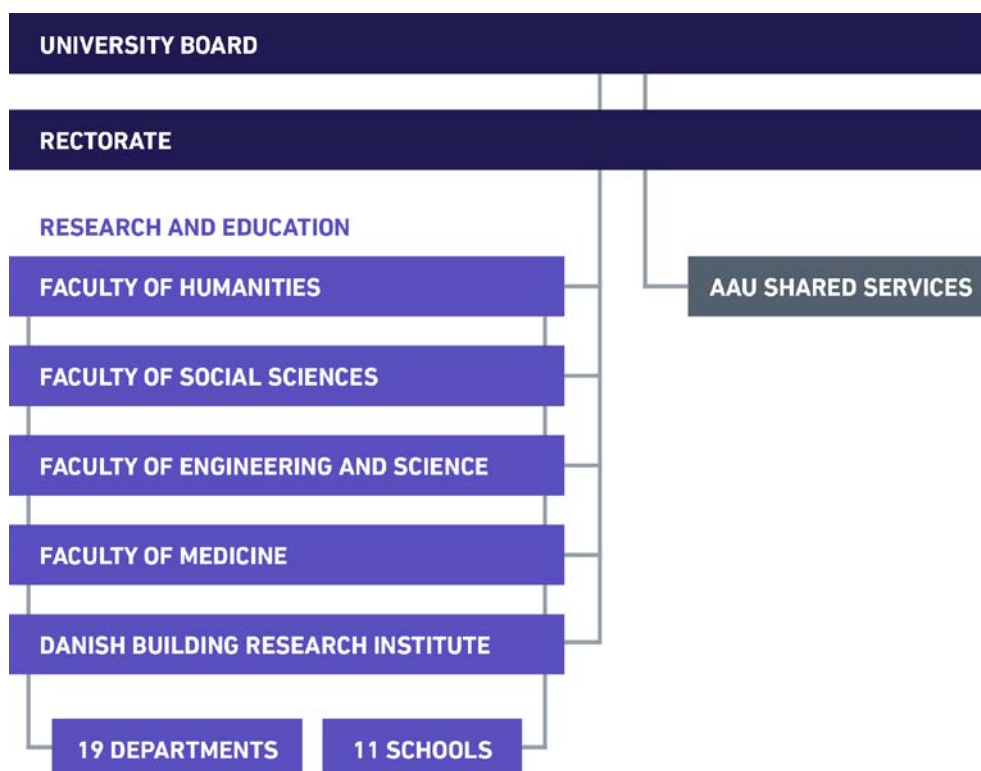 UNIVERSITY BOARD
RECTORATE
RESEARCH AND EDUCATION
FACULTY OF HUMANITIES
AAU SHARED SERVICES
FACULTY OF SOCIAL SCIENCES
FACULTY OF ENGINEERING AND SCIENCE
FACULTY OF MEDICINE
DANISH BUILDING RESEARCH INSTITUTE
19 DEPARTMENTS
11 SCHOOLS